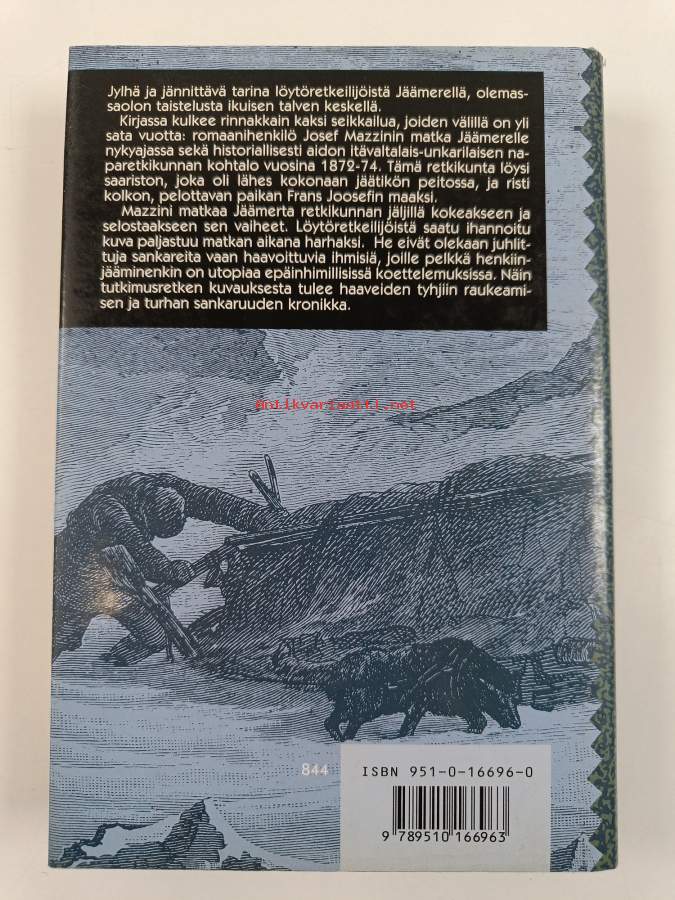 Jylhä ja jännittävä tarina löytöretkeilijöistä Jäämerellä, olemas-
saolon taistelusta ikuisen talven keskellä.
Kirjassa kulkee rinnakkain kaksi seikkailua, joiden välillä on yli
sata vuotta: romaanihenkilö Josef Mazzinin matka Jäämerelle
nykyajassa sekä historiallisesti aidon itävaltalais-unkarilaisen na-
paretkikunnan kohtalo vuosina 1872-74. Tämä retkikunta löysi
saariston, joka oli lähes kokonaan jäätikön peitossa, ja risti
kolkon, pelottavan paikan Frans Joosefin maaksi.
Mazzini matkaa Jäämerta retkikunnan jäljillä kokeakseen ja
selostaakseen sen vaiheet. Löytöretkeilijöistä saatu ihannoitu
kuva paljastuu matkan aikana harhaksi. He eivät olekaan juhlit-
tuja sankareita vaan haavoittuvia ihmisiä, joille pelkkä henkiin-
jääminenkin on utopiaa epäinhimillisissä koettelemuksissa. Näin
tutkimusretken kuvauksesta tulee haaveiden tyhjiin raukeami-
sen ja turhan sankaruuden kronikka.
antikvariaatti.net
844
ISBN 951-0-16696-0
9 789510 166963